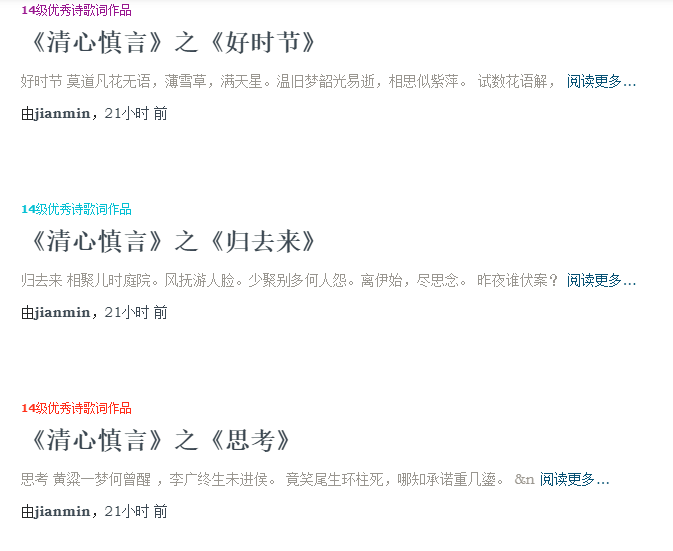 14级优秀诗歌词作品
《清心慎言》之《好时节》
好时节 莫道凡花无语，薄雪草，满天星。温旧梦韶光易逝，相思似紫萍。 试数花语解， 阅读更多…
由jianmin，21小时 前
14级优秀诗歌词作品
《清心慎言》之《归去来》
归去来 相聚儿时庭院。风抚游人脸。少聚别多何人怨。离伊始，尽思念。 昨夜谁伏案？ 阅读更多…
由jianmin，21小时 前
14级优秀诗歌词作品
《清心慎言》之《思考》
思考 黄粱一梦何曾醒 ，李广终生未进侯。 竟笑尾生环柱死，哪知承诺重几鎏。 &n 阅读更多…
由jianmin，21小时 前